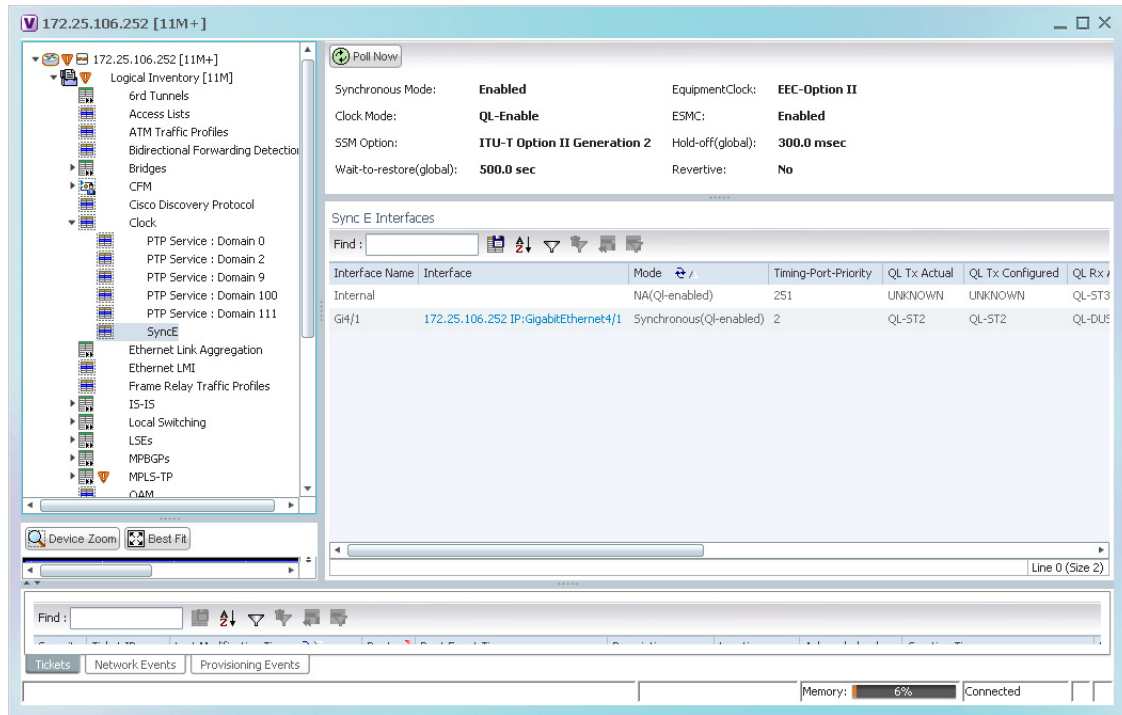 172.25.106.252 [11M+]
172.25.106.252 [11M+]
Logical Inventory [11M]
6rd Tunnels
Access Lists
ATM Traffic Profiles
Bidirectional Forwarding Detection
Bridges
CFM
Cisco Discovery Protocol
Clock
PTP Service : Domain 0
PTP Service : Domain 2
PTP Service : Domain 9
PTP Service : Domain 100
PTP Service : Domain 111
SyncE
Ethernet Link Aggregation
Ethernet LMI
Frame Relay Traffic Profiles
IS-IS
Local Switching
LSEs
MPBGPs
MPLS-TP
OAM
Device Zoom Best Fit
Poll Now
Synchronous Mode: Enabled EquipmentClock: EEC-Option II
Clock Mode: QL-Enable ESMC: Enabled
SSM Option: ITU-T Option II Generation 2 Hold-off(global): 300.0 msec
Wait-to-restore(global): 500.0 sec Revertive: No
Sync E Interfaces
Find :
Interface Name Interface Mode Timing-Port-Priority QL Tx Actual QL Tx Configured QL Rx
Internal NA(Ql-enabled) 251 UNKNOWN UNKNOWN QL-ST3
Gi4/1 172.25.106.252 IP:GigabitEthernet4/1 Synchronous(Ql-enabled) 2 QL-ST2 QL-ST2 QL-DUS
Line 0 (Size 2)
Find :
Tickets Network Events Provisioning Events
Memory: 6% Connected